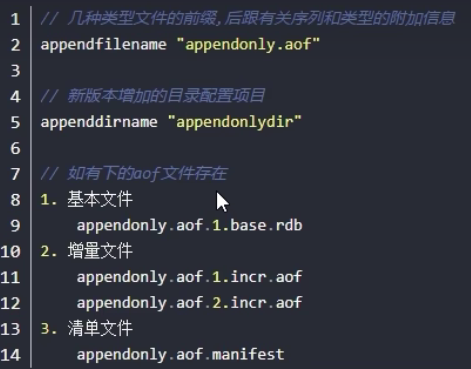 1 // 几种类型文件的前缀,后跟有关序列和类型的附加信息
2 appendfilename "appendonly.aof"
3
4 // 新版本增加的目录配置项目
5 appenddirname "appendonlydir"
6
7 // 如有下的aof文件存在
8 1. 基本文件
9 appendonly.aof.1.base.rdb
10 2. 增量文件
11 appendonly.aof.1.incr.aof
12 appendonly.aof.2.incr.aof
13 3. 清单文件
14 appendonly.aof.manifest